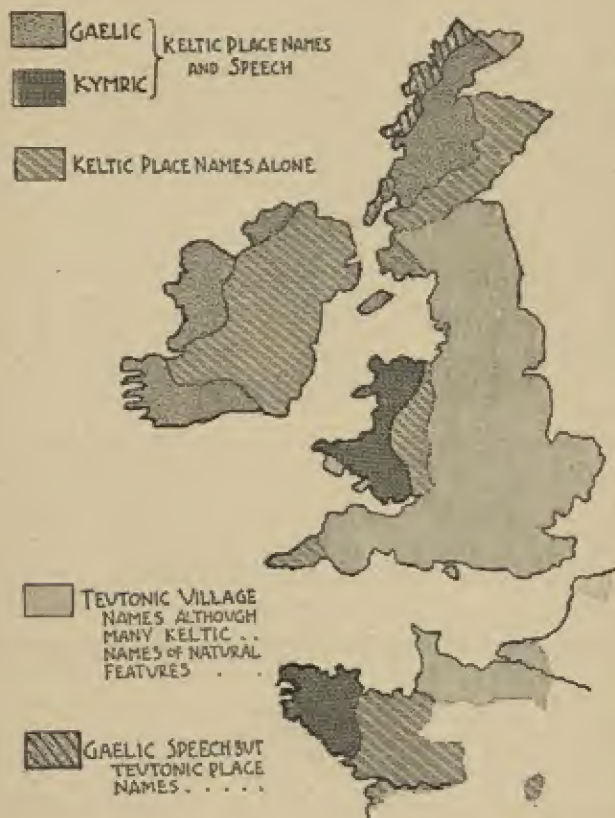 GAELIC
KYMRIC
KELTIC PLACE NAMES
AND SPEECH
KELTIC PLACE NAMES ALONE
TEUTONIC VILLAGE
NAMES ALTHOUGH
MANY KELTIC . .
NAMES OF NATURAL
FEATURES . . .
GAELIC SPEECH BUT
TEUTONIC PLACE
NAMES . . . . .